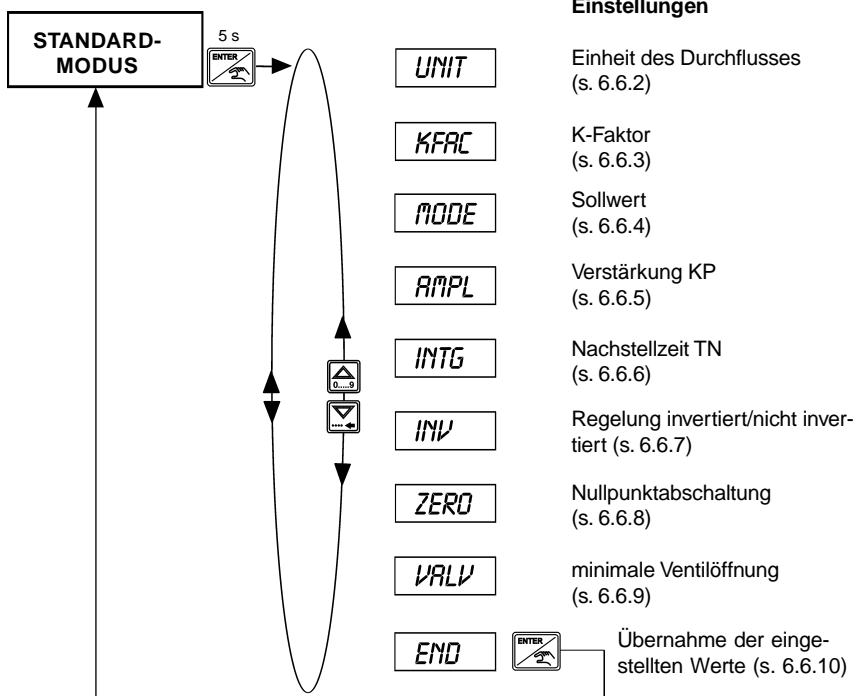 Einstellungen
STANDARD-
MODUS
5 s
ENTER
UNIT
Einheit des Durchflusses
(s. 6.6.2)
KFAC
K-Faktor
(s. 6.6.3)
MODE
Sollwert
(s. 6.6.4)
AMPL
Verstärkung KP
(s. 6.6.5)
INTG
Nachstellzeit TN
(s. 6.6.6)
0.....9
....
INV
Regelung invertiert/nicht inver-
tiert (s. 6.6.7)
ZERO
Nullpunktabschaltung
(s. 6.6.8)
VALV
minimale Ventilöffnung
(s. 6.6.9)
END
ENTER
Übernahme der einge-
stellten Werte (s. 6.6.10)